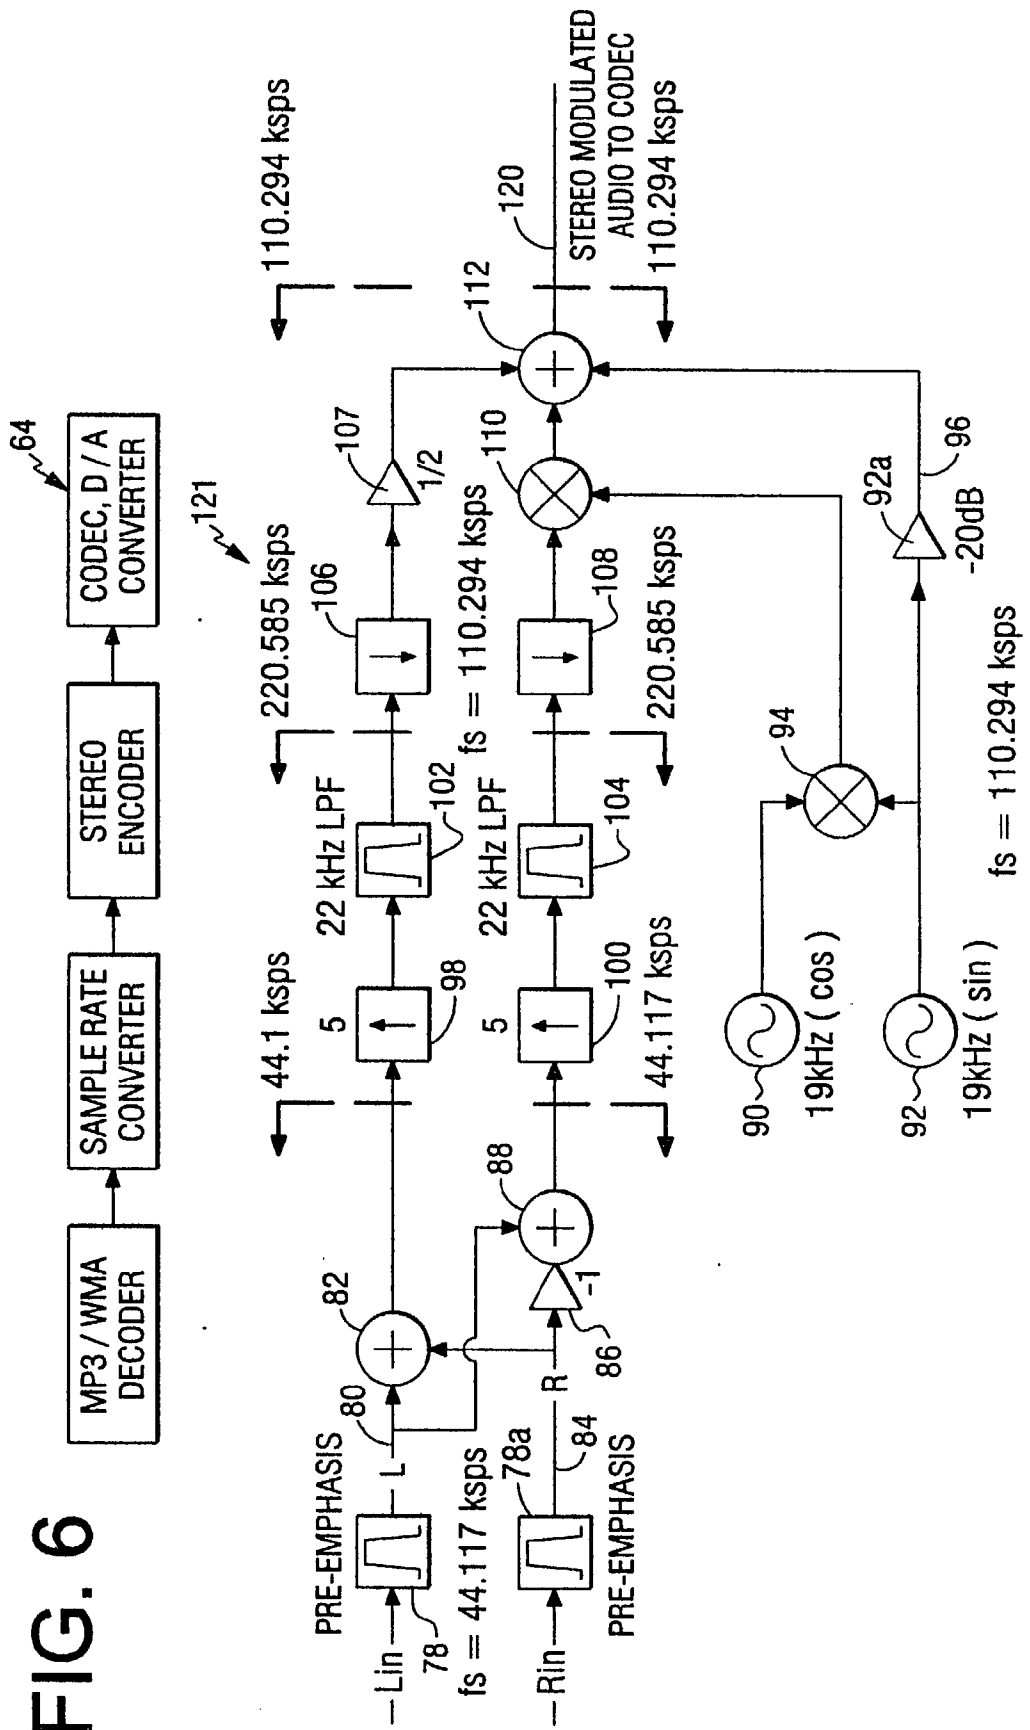 FIG. 6
MP3 / WMA
DECODER
SAMPLE RATE
CONVERTER
STEREO
ENCODER
CODEC, D / A
CONVERTER
64
121
44.1 ksps
220.585 ksps
110.294 ksps
PRE-EMPHASIS
Lin
78
L
80
82
5
98
22 kHz LPF
102
106
107
1/2
fs = 44.117 ksps
fs = 110.294 ksps
Rin
78a
84
R
86
-1
88
5
100
22 kHz LPF
104
108
110
112
120
STEREO MODULATED
AUDIO TO CODEC
PRE-EMPHASIS
44.117 ksps
220.585 ksps
110.294 ksps
90
19kHz ( cos )
94
92
19kHz ( sin )
92a
-20dB
96
fs = 110.294 ksps